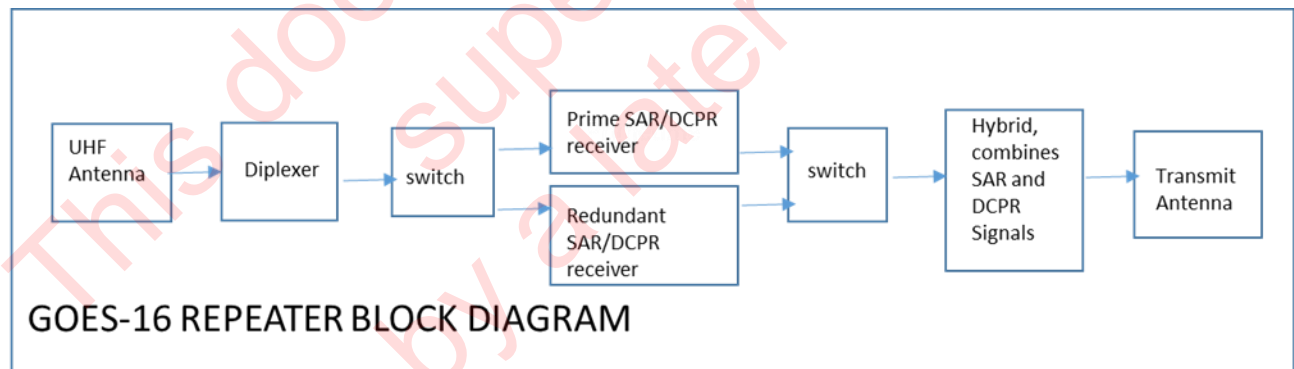 UHF
Antenna
Diplexer
switch
Prime SAR/DCPR
receiver
Redundant
SAR/DCPR
receiver
switch
Hybrid,
combines
SAR and
DCPR
Signals
Transmit
Antenna
GOES-16 REPEATER BLOCK DIAGRAM
This doc
supe
by a later